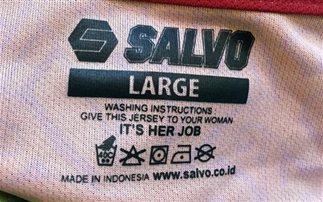 SALVO
LARGE
WASHING INSTRUCTIONS:
GIVE THIS JERSEY TO YOUR WOMAN
IT'S HER JOB
MADE IN INDONESIA www.salvo.co.id